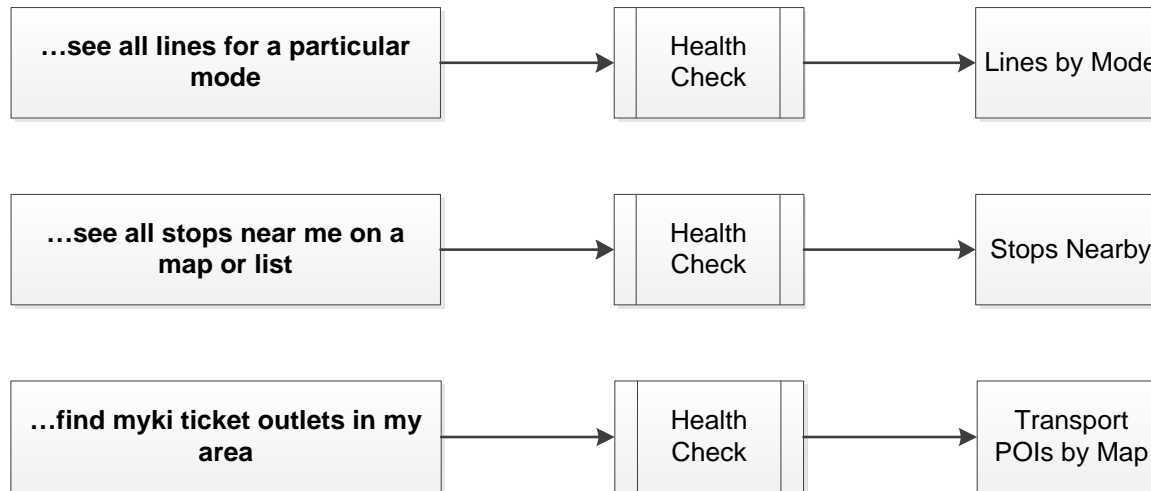 …see all lines for a particular
mode
Health
Check
Lines by Mode
…see all stops near me on a
map or list
Health
Check
Stops Nearby
…find myki ticket outlets in my
area
Health
Check
Transport
POIs by Map